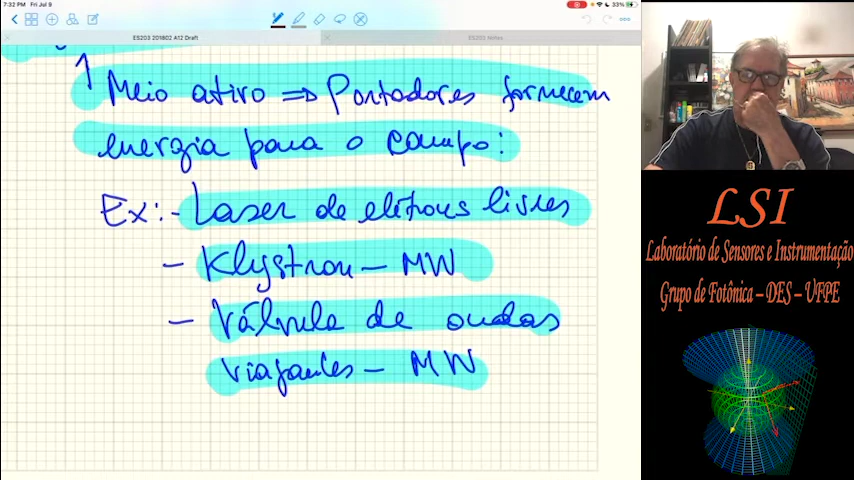 7:32 PM Fri Jul 9
33%
ES203 201802 A12 Draft
ES203 Notes
Meio ativo ⇒ Portadores fornecem
energia para o campo:
Ex:- Laser de elétrons livres
- Klystron - MW
- Válvula de ondas
viajantes - MW
LSI
Laboratório de Sensores e Instrumentação
Grupo de Fotônica – DES – UFPE